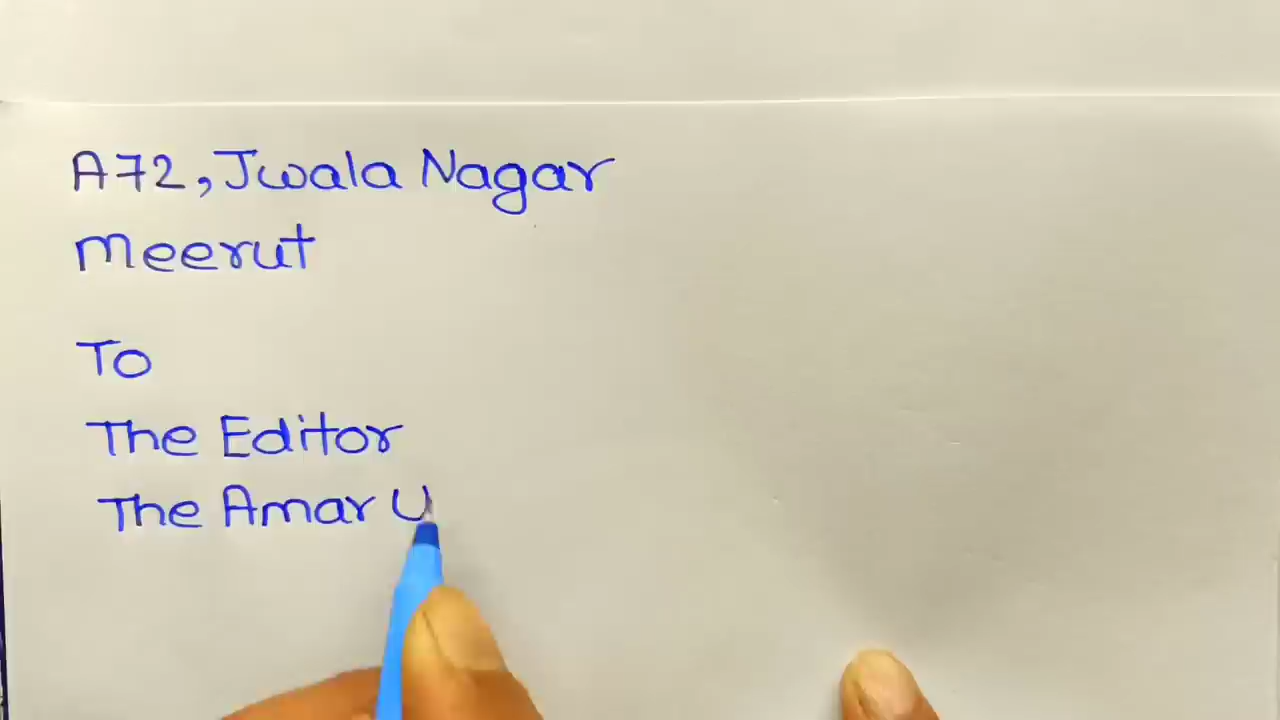 A72, Jwala Nagar
Meerut
To
The Editor
The Amar U